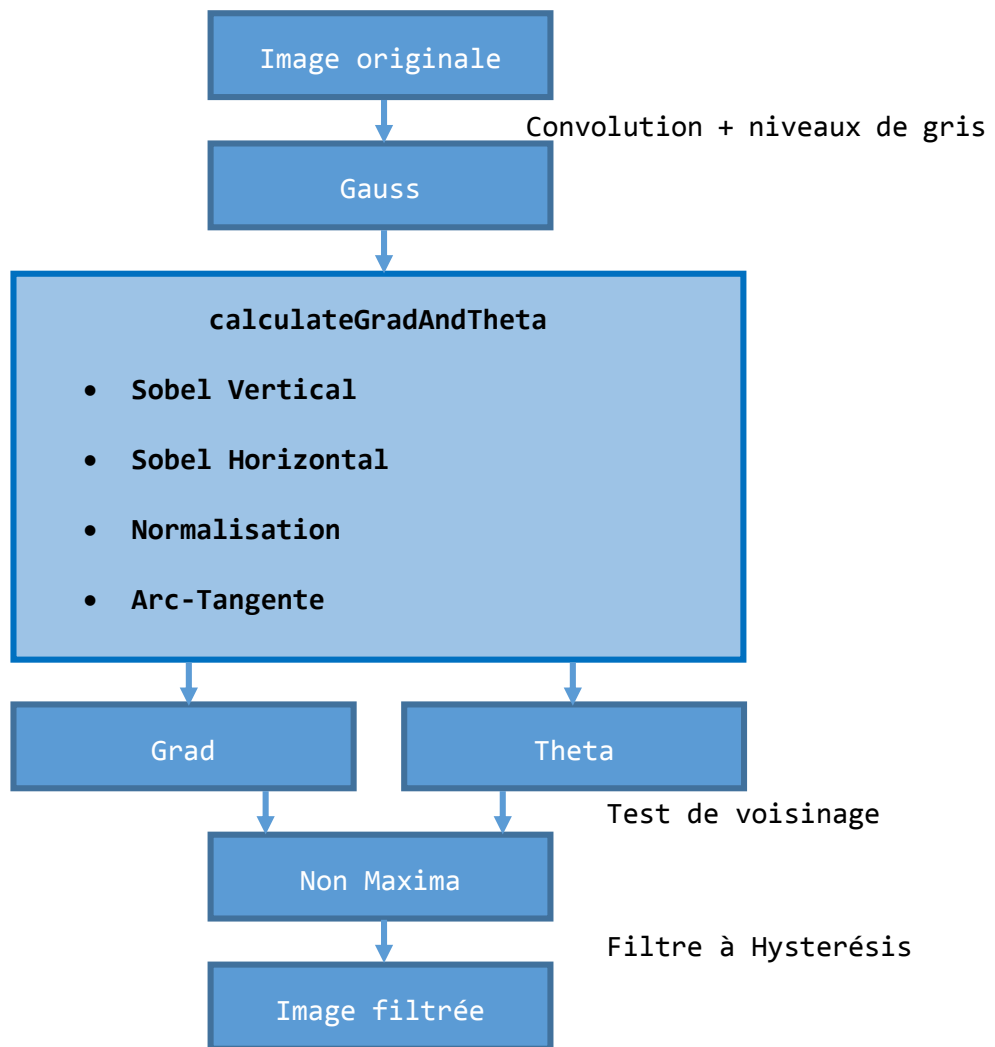 Image originale
Convolution + niveaux de gris
Gauss
calculateGradAndTheta
• Sobel Vertical
• Sobel Horizontal
• Normalisation
• Arc-Tangente
Grad
Theta
Test de voisinage
Non Maxima
Filtre à Hysterésis
Image filtrée